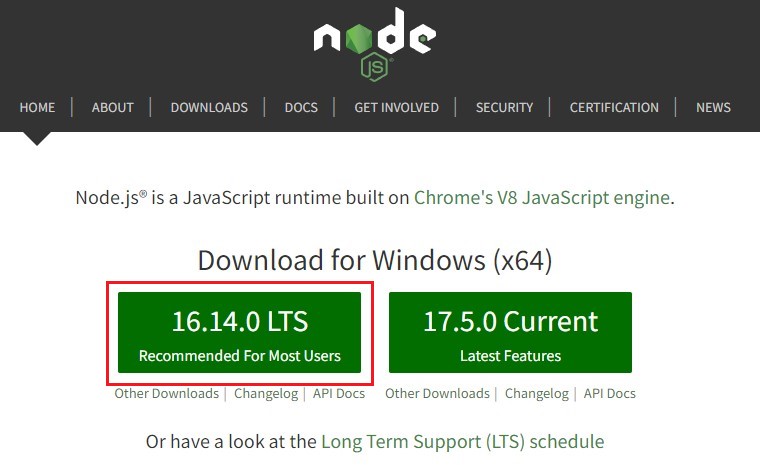 node
JS
HOME | ABOUT | DOWNLOADS | DOCS | GET INVOLVED | SECURITY | CERTIFICATION | NEWS
Node.js® is a JavaScript runtime built on Chrome's V8 JavaScript engine.
Download for Windows (x64)
16.14.0 LTS
Recommended For Most Users
17.5.0 Current
Latest Features
Other Downloads | Changelog | API Docs
Other Downloads | Changelog | API Docs
Or have a look at the Long Term Support (LTS) schedule